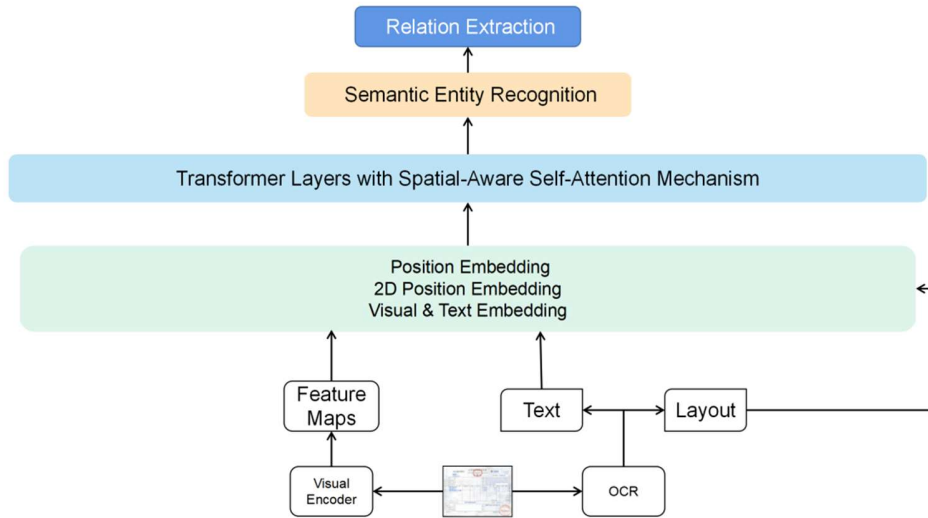 Relation Extraction
Semantic Entity Recognition
Transformer Layers with Spatial-Aware Self-Attention Mechanism
Position Embedding
2D Position Embedding
Visual & Text Embedding
Feature
Maps
Text
Layout
Visual
Encoder
OCR